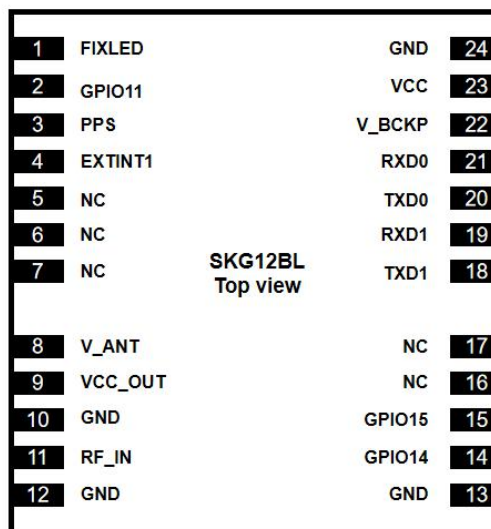 1 FIXLED GND 24
2 GPIO11 VCC 23
3 PPS V_BCKP 22
4 EXTINT1 RXD0 21
5 NC TXD0 20
6 NC RXD1 19
7 NC TXD1 18
SKG12BL
Top view
8 V_ANT NC 17
9 VCC_OUT NC 16
10 GND GPIO15 15
11 RF_IN GPIO14 14
12 GND GND 13